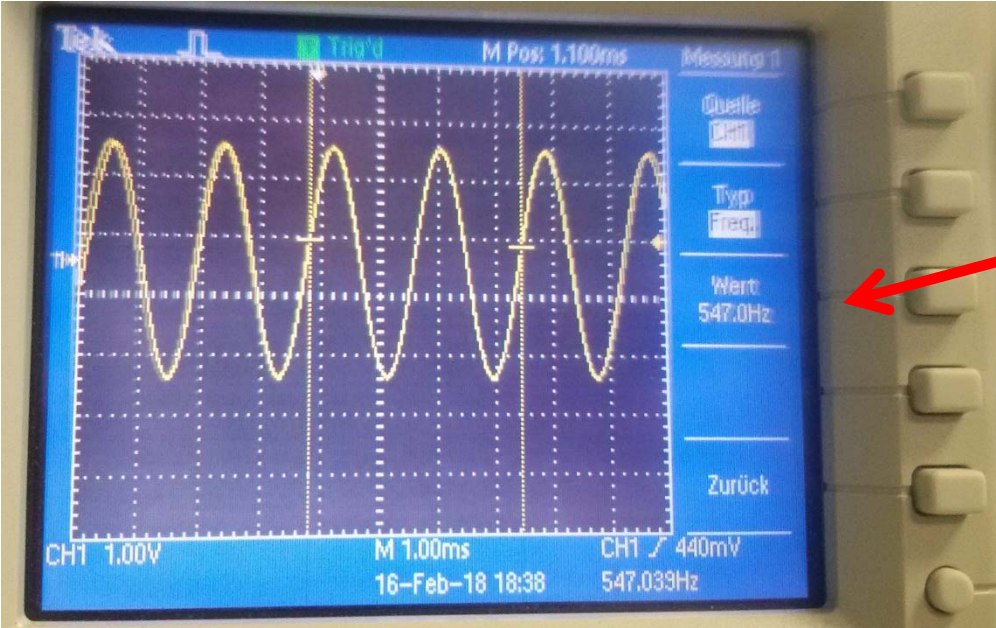 Tek Trig'd M Pos: 1.100ms Messung 1
Quelle
CH1
Typ
Freq.
Wert
547.0Hz
Zurück
CH1 1.00V M 1.00ms CH1 440mV
16-Feb-18 18:38 547.039Hz